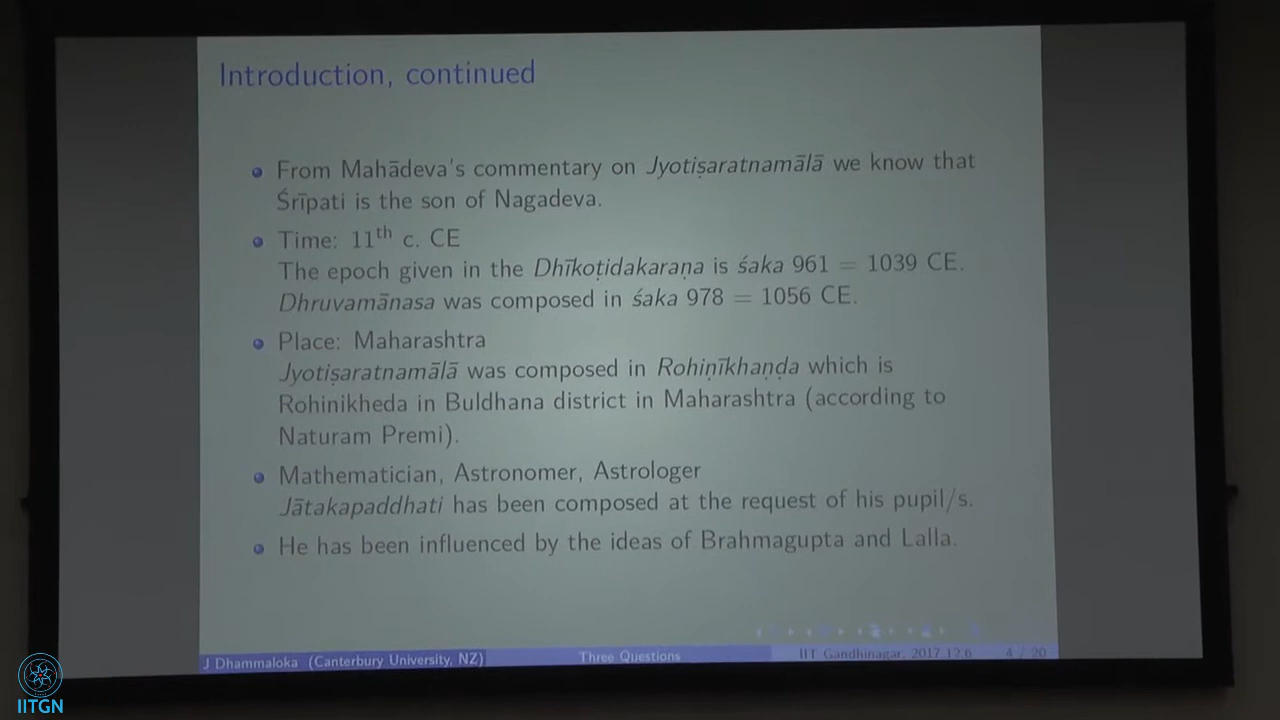 Introduction, continued
From Mahādeva's commentary on Jyotiṣaratnamālā we know that
Śrīpati is the son of Nagadeva.
Time: 11th c. CE
The epoch given in the Dhīkoṭidakaraṇa is śaka 961 = 1039 CE.
Dhruvamānasa was composed in śaka 978 = 1056 CE.
Place: Maharashtra
Jyotiṣaratnamālā was composed in Rohiṇīkhaṇḍa which is
Rohinikheda in Buldhana district in Maharashtra (according to
Naturam Premi).
Mathematician, Astronomer, Astrologer
Jātakapaddhati has been composed at the request of his pupil/s.
He has been influenced by the ideas of Brahmagupta and Lalla.
J Dhammaloka (Canterbury University, NZ) Three Questions IIT Gandhinagar, 2017.12.6 4 / 20
IITGN